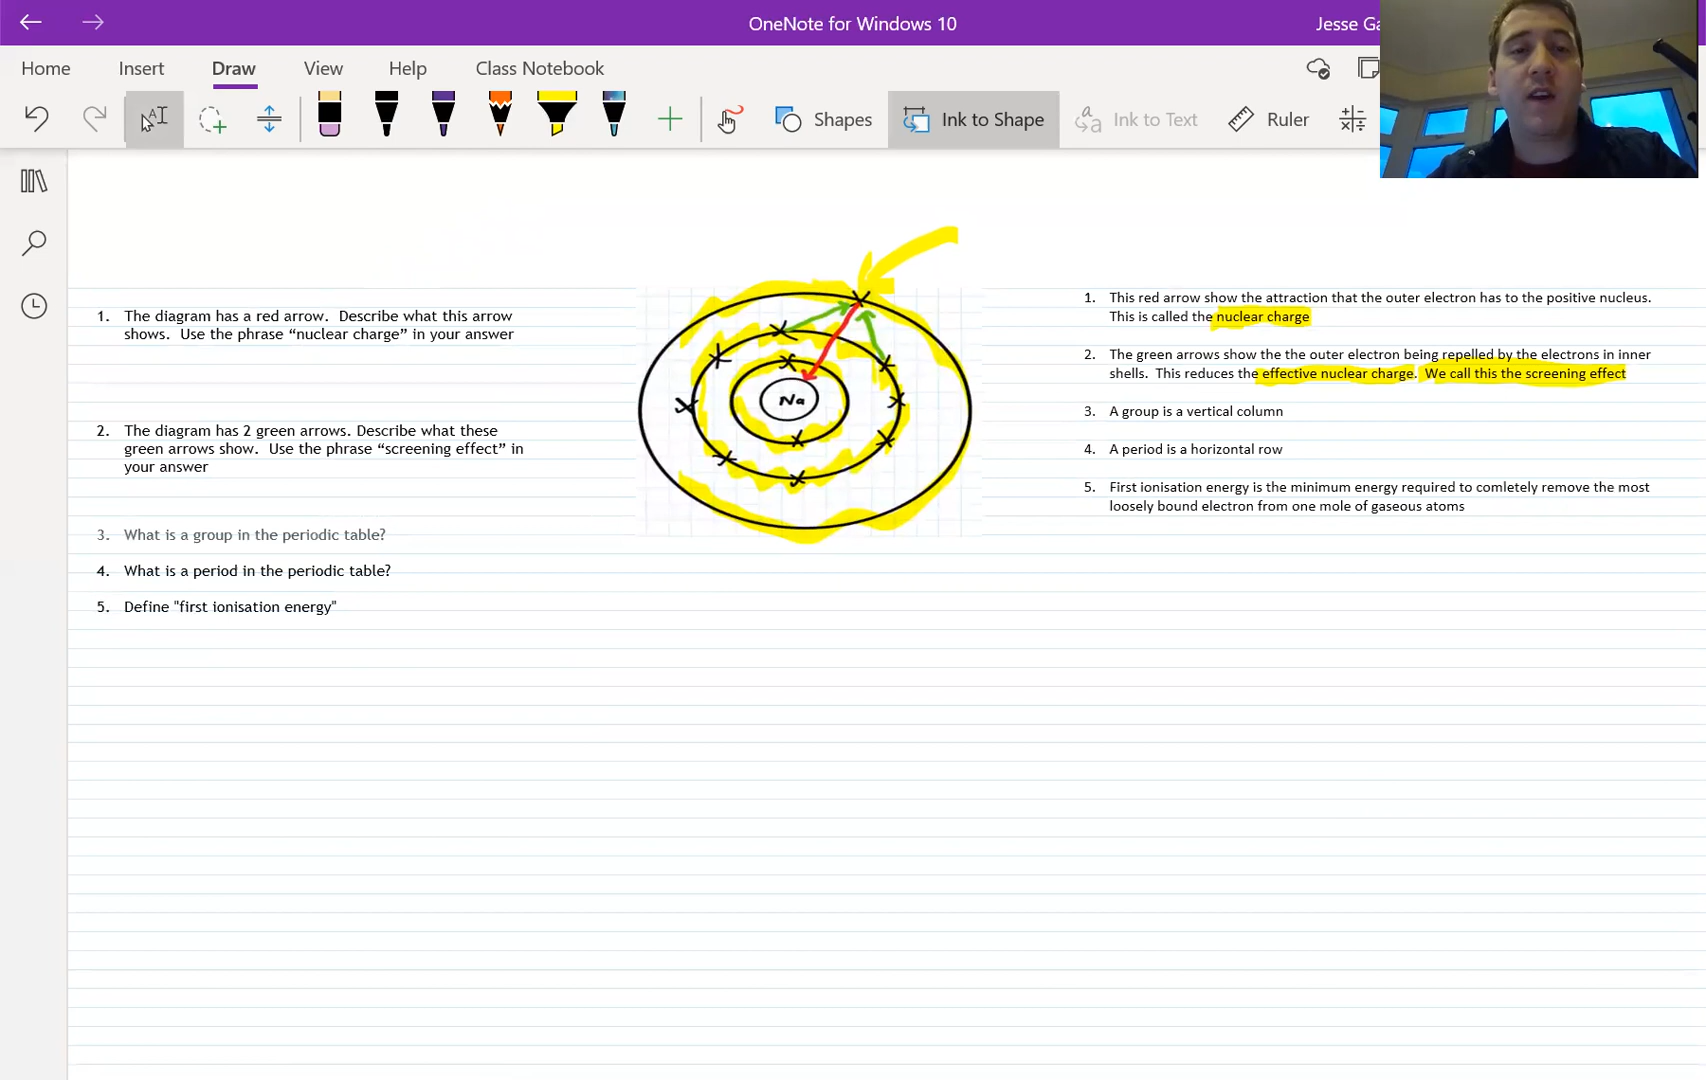 OneNote for Windows 10
Jesse Ga
Home Insert Draw View Help Class Notebook
Shapes Ink to Shape Ink to Text Ruler
1. The diagram has a red arrow. Describe what this arrow
shows. Use the phrase “nuclear charge” in your answer
2. The diagram has 2 green arrows. Describe what these
green arrows show. Use the phrase “screening effect” in
your answer
3. What is a group in the periodic table?
4. What is a period in the periodic table?
5. Define "first ionisation energy"
Na
1. This red arrow show the attraction that the outer electron has to the positive nucleus.
This is called the nuclear charge
2. The green arrows show the the outer electron being repelled by the electrons in inner
shells. This reduces the effective nuclear charge. We call this the screening effect
3. A group is a vertical column
4. A period is a horizontal row
5. First ionisation energy is the minimum energy required to comletely remove the most
loosely bound electron from one mole of gaseous atoms